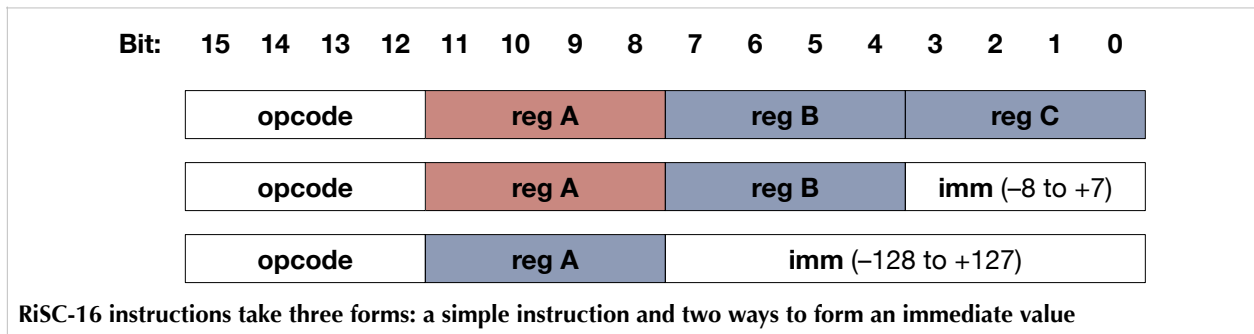 Bit: 15 14 13 12 11 10 9 8 7 6 5 4 3 2 1 0
opcode reg A reg B reg C
opcode reg A reg B imm (–8 to +7)
opcode reg A imm (–128 to +127)
RiSC-16 instructions take three forms: a simple instruction and two ways to form an immediate value